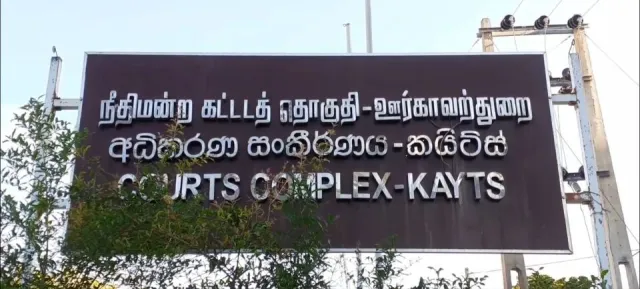 நீதிமன்ற கட்டடத் தொகுதி-ஊர்காவற்துறை
අධිකරණ සංකීර්ණය-කයිට්ස්
COURTS COMPLEX-KAYTS